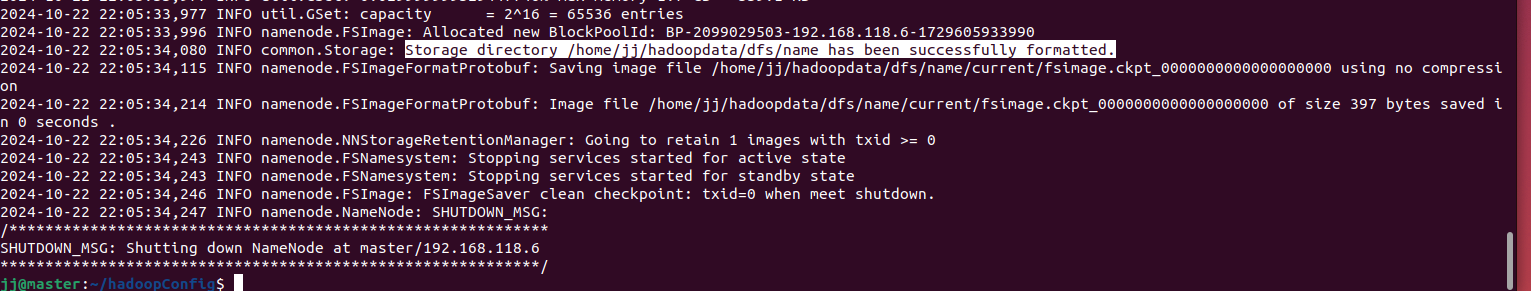 2024-10-22 22:05:33,977 INFO util.GSet: capacity      = 2^16 = 65536 entries
2024-10-22 22:05:33,996 INFO namenode.FSImage: Allocated new BlockPoolId: BP-2099029503-192.168.118.6-1729605933990
2024-10-22 22:05:34,080 INFO common.Storage: Storage directory /home/jj/hadoopdata/dfs/name has been successfully formatted.
2024-10-22 22:05:34,115 INFO namenode.FSImageFormatProtobuf: Saving image file /home/jj/hadoopdata/dfs/name/current/fsimage.ckpt_0000000000000000000 using no compressi
on
2024-10-22 22:05:34,214 INFO namenode.FSImageFormatProtobuf: Image file /home/jj/hadoopdata/dfs/name/current/fsimage.ckpt_0000000000000000000 of size 397 bytes saved i
n 0 seconds .
2024-10-22 22:05:34,226 INFO namenode.NNStorageRetentionManager: Going to retain 1 images with txid >= 0
2024-10-22 22:05:34,243 INFO namenode.FSNamesystem: Stopping services started for active state
2024-10-22 22:05:34,243 INFO namenode.FSNamesystem: Stopping services started for standby state
2024-10-22 22:05:34,246 INFO namenode.FSImage: FSImageSaver clean checkpoint: txid=0 when meet shutdown.
2024-10-22 22:05:34,247 INFO namenode.NameNode: SHUTDOWN_MSG:
/************************************************************
SHUTDOWN_MSG: Shutting down NameNode at master/192.168.118.6
************************************************************/
jj@master:~/hadoopConfig$